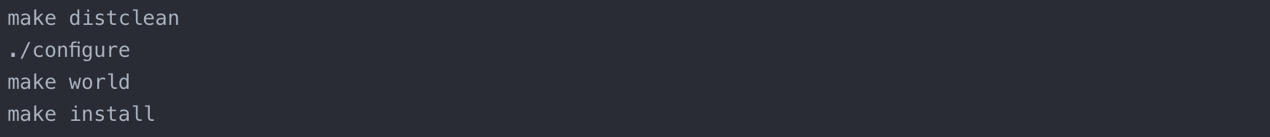 make distclean
./configure
make world
make install